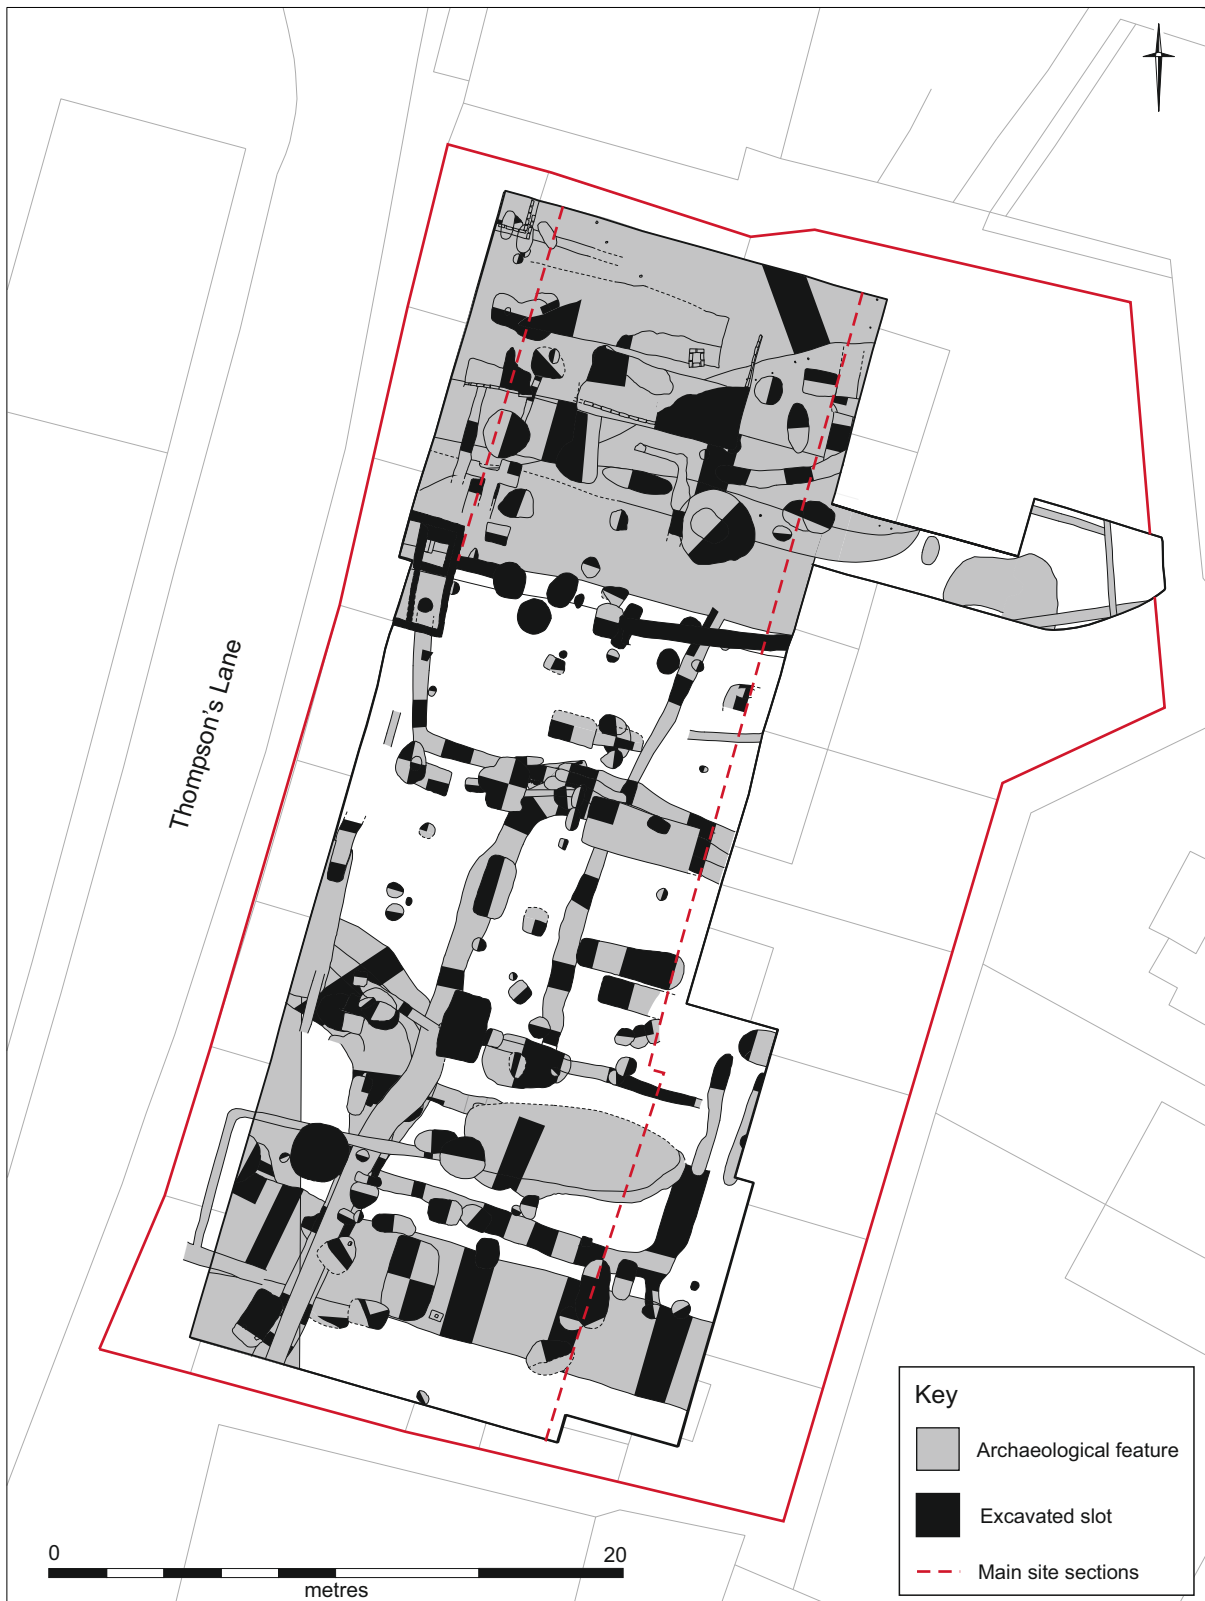 Thompson's Lane
Key
Archaeological feature
Excavated slot
Main site sections
0 20
metres